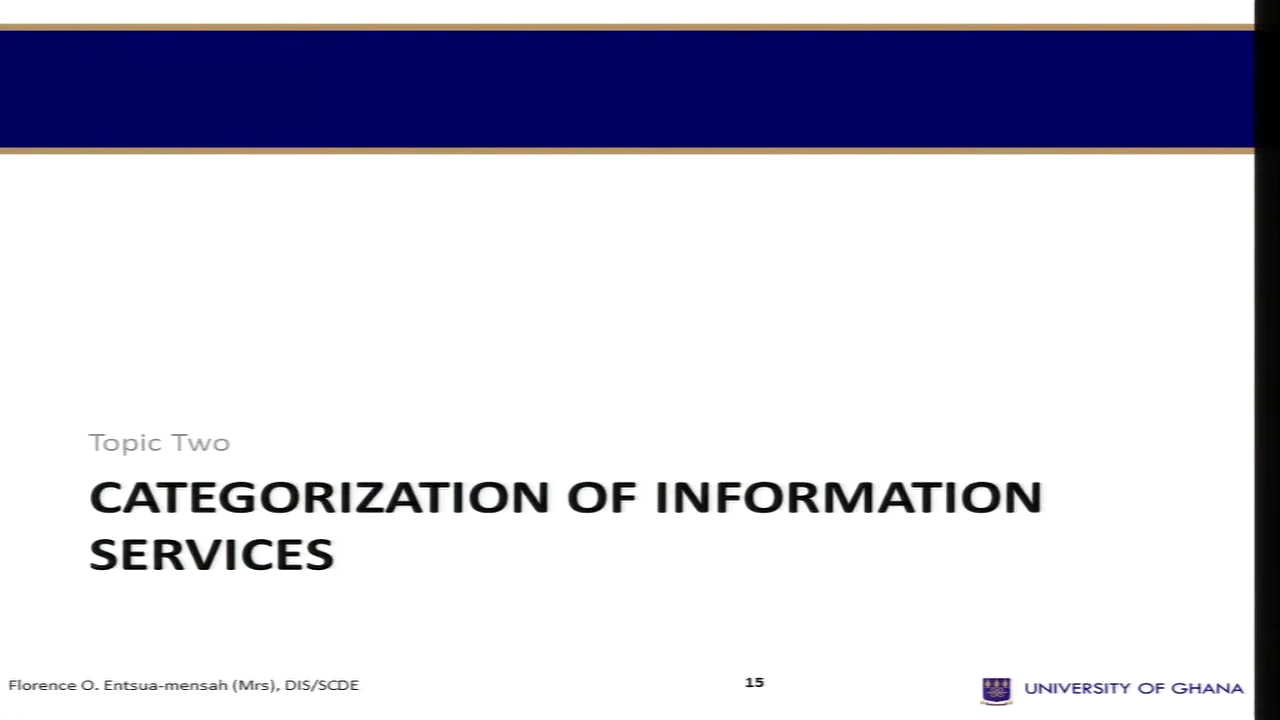 Topic Two
CATEGORIZATION OF INFORMATION
SERVICES
Florence O. Entsua-mensah (Mrs), DIS/SCDE
15
UNIVERSITY OF GHANA